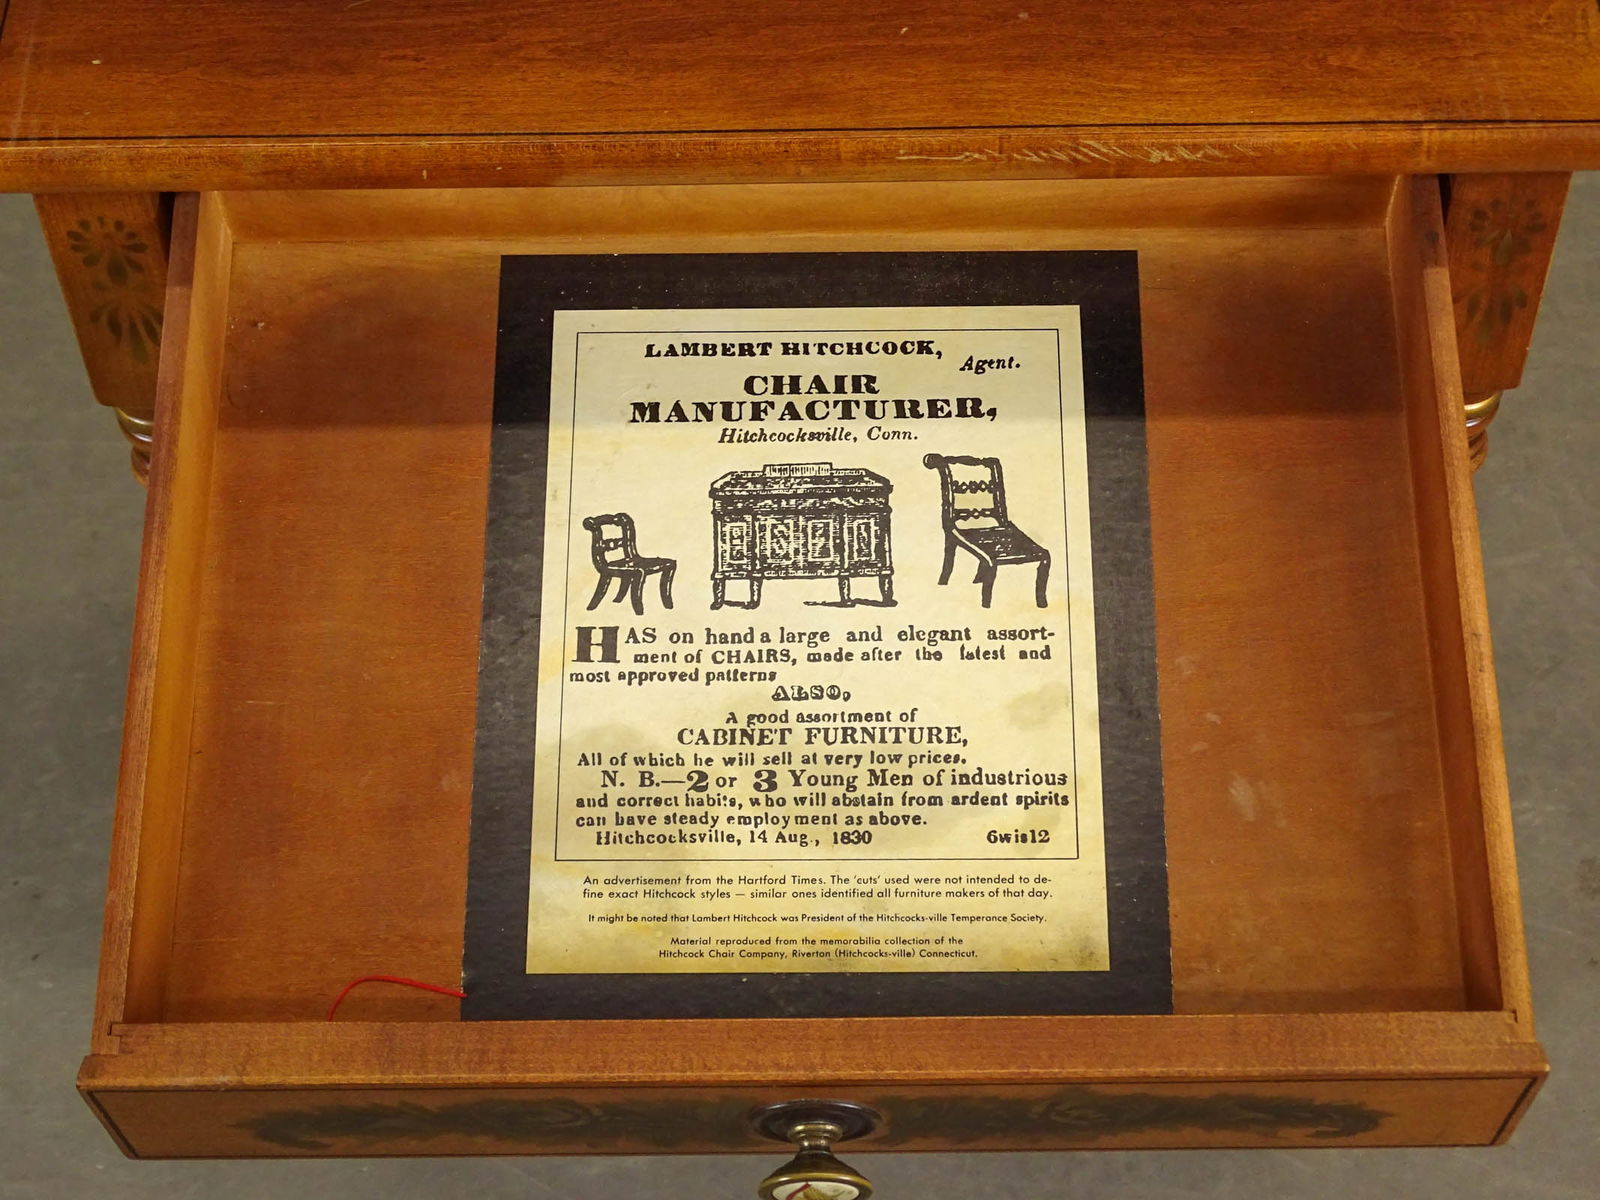 LAMBERT HITCHCOCK,
Agent.
CHAIR
MANUFACTURER,
Hitchcocksville, Conn.
HAS on hand a large and elegant assort-
ment of CHAIRS, made after the latest and
most approved patterns
ALSO,
A good assortment of
CABINET FURNITURE,
All of which he will sell at very low prices.
N. B.—2 or 3 Young Men of industrious
and correct habits, who will abstain from ardent spirits
can have steady employment as above.
Hitchcocksville, 14 Aug., 1830 6wis12
An advertisement from the Hartford Times. The 'cuts' used were not intended to de-
fine exact Hitchcock styles — similar ones identified all furniture makers of that day.
It might be noted that Lambert Hitchcock was President of the Hitchcocks-ville Temperance Society.
Material reproduced from the memorabilia collection of the
Hitchcock Chair Company, Riverton (Hitchcocks-ville) Connecticut.